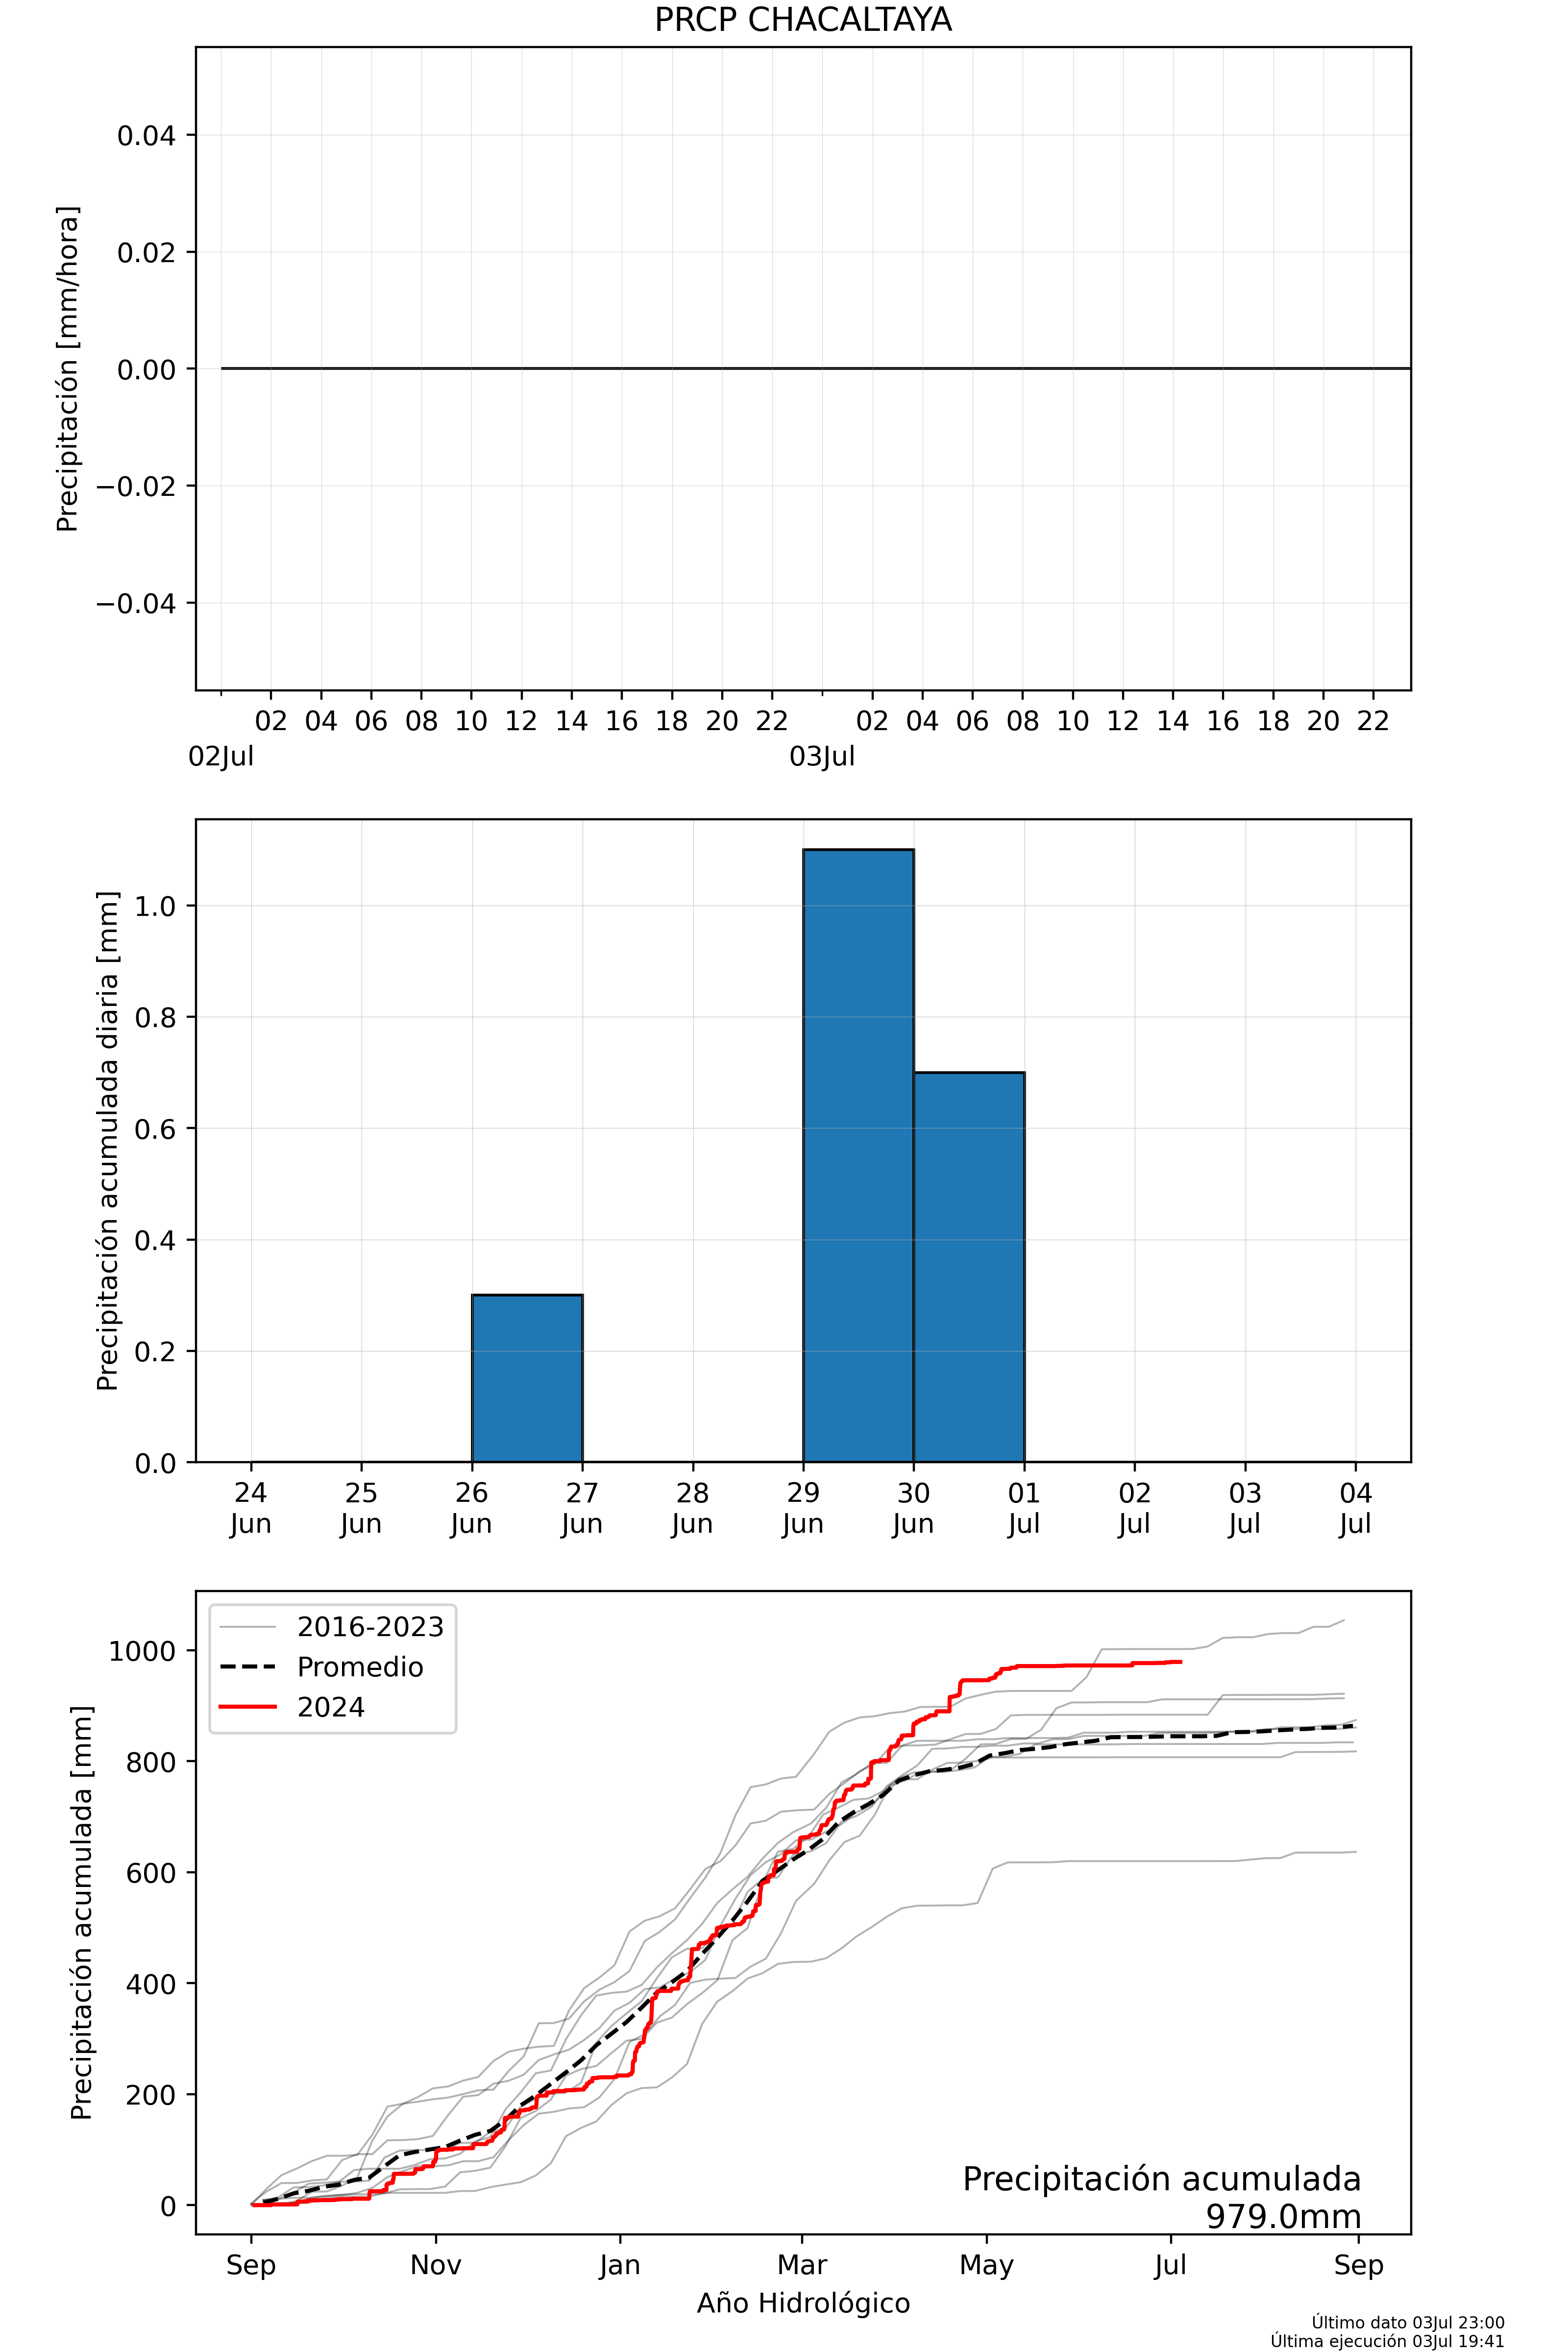 PRCP CHACALTAYA
Precipitación [mm/hora]
0.04
0.02
0.00
−0.02
−0.04
02 04 06 08 10 12 14 16 18 20 22 02 04 06 08 10 12 14 16 18 20 22
02Jul 03Jul
Precipitación acumulada diaria [mm]
1.0
0.8
0.6
0.4
0.2
0.0
24 25 26 27 28 29 30 01 02 03 04
Jun Jun Jun Jun Jun Jun Jun Jul Jul Jul Jul
Precipitación acumulada [mm]
1000
800
600
400
200
0
2016-2023
Promedio
2024
Precipitación acumulada
979.0mm
Sep Nov Jan Mar May Jul Sep
Año Hidrológico
Último dato 03Jul 23:00
Última ejecución 03Jul 19:41